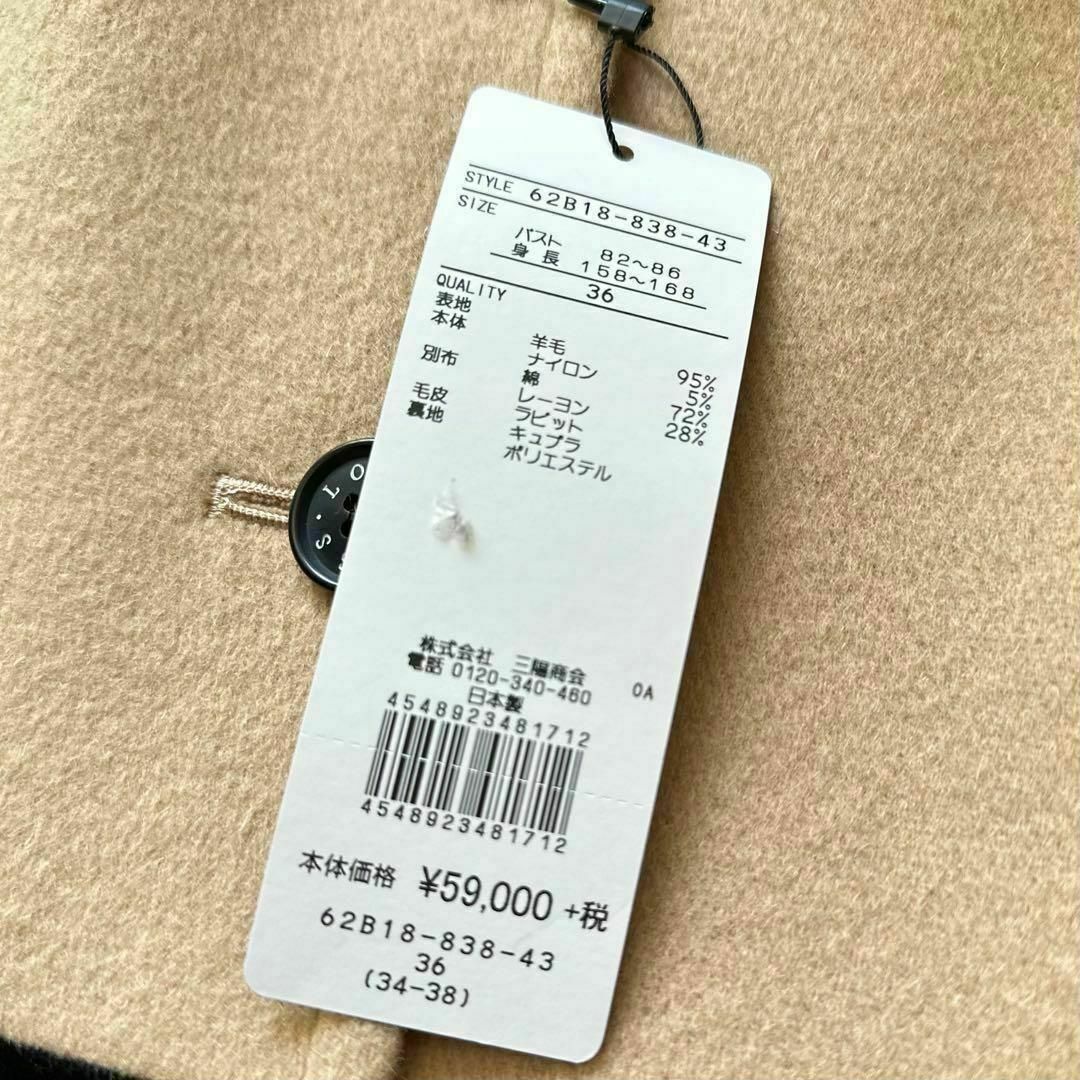 STYLE 62B18-838-43
SIZE
バスト 82～86
身長 158～168
36
QUALITY
表地
本体 羊毛 95%
ナイロン 5%
別布 綿 72%
レーヨン 28%
毛皮 ラビット
裏地 キュプラ
ポリエステル
S.LO
株式会社 三陽商会
電話 0120-340-460 0A
日本製
4548923481712
4548923481712
本体価格 ¥59,000 +税
62B18-838-43
36
(34-38)